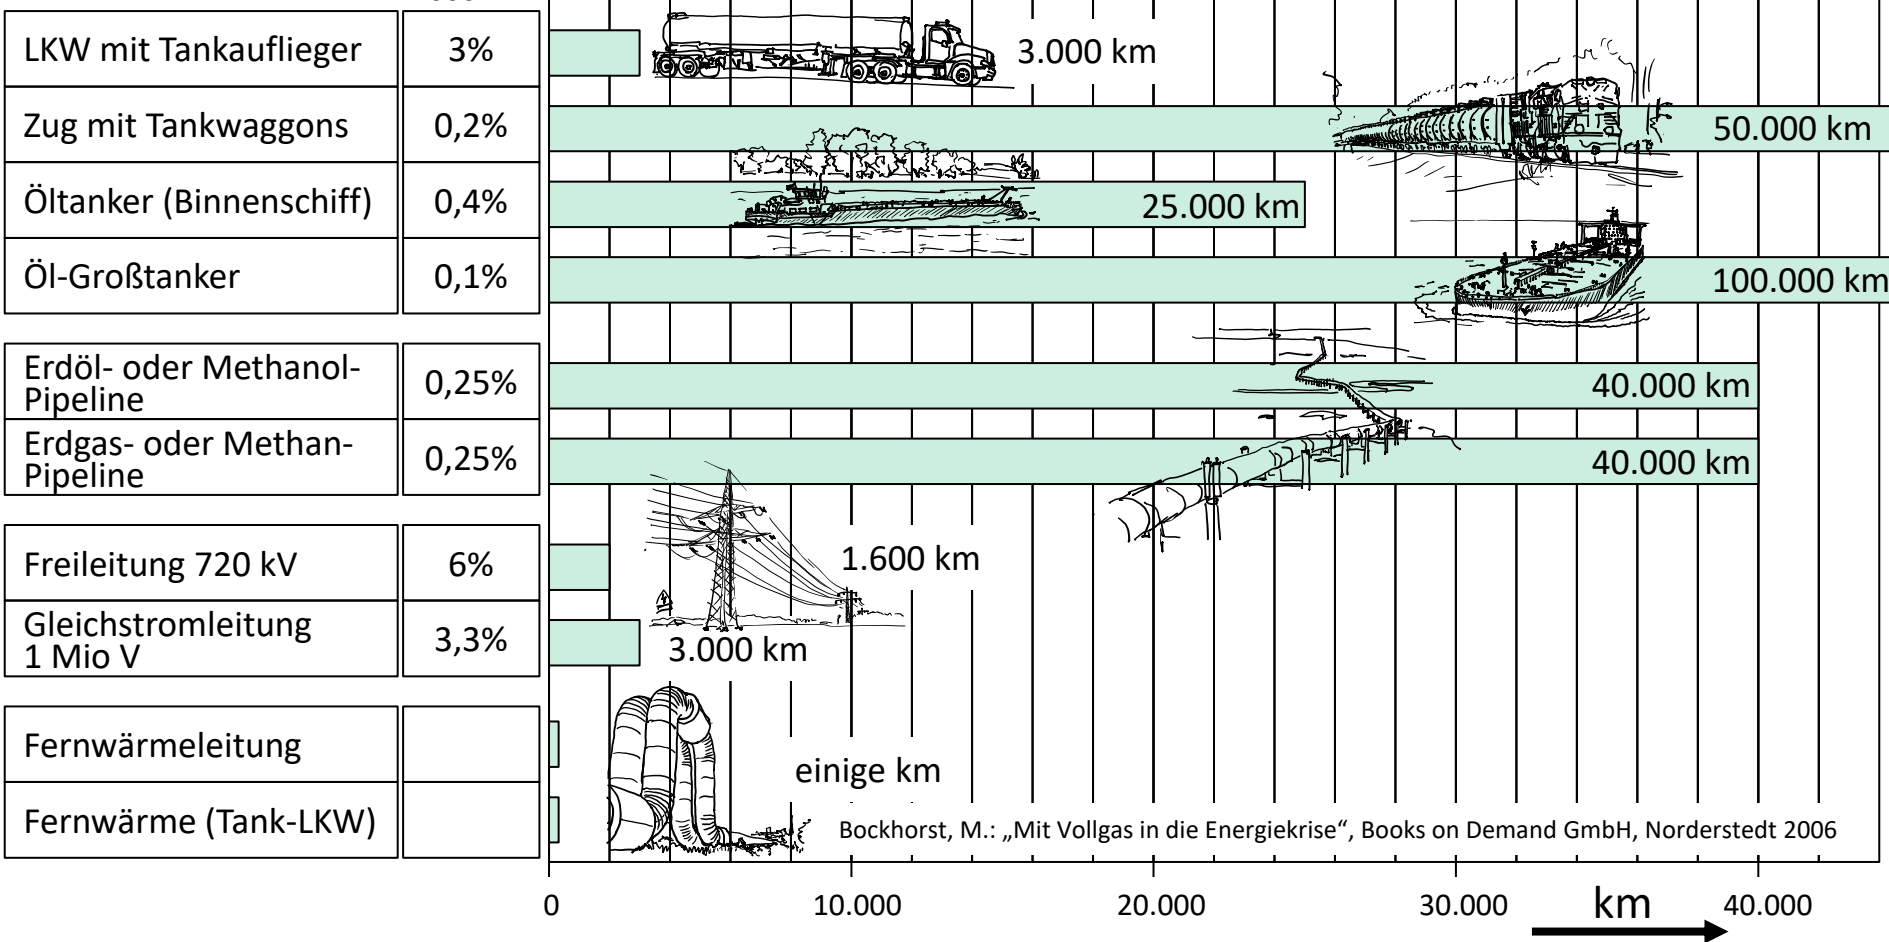 LKW mit Tankauflieger 3% 3.000 km
Zug mit Tankwaggons 0,2% 50.000 km
Öltanker (Binnenschiff) 0,4% 25.000 km
Öl-Großtanker 0,1% 100.000 km
Erdöl- oder Methanol-
Pipeline 0,25% 40.000 km
Erdgas- oder Methan-
Pipeline 0,25% 40.000 km
Freileitung 720 kV 6% 1.600 km
Gleichstromleitung
1 Mio V 3,3% 3.000 km
Fernwärmeleitung
einige km
Fernwärme (Tank-LKW)
Bockhorst, M.: „Mit Vollgas in die Energiekrise“, Books on Demand GmbH, Norderstedt 2006
0 10.000 20.000 30.000 km 40.000